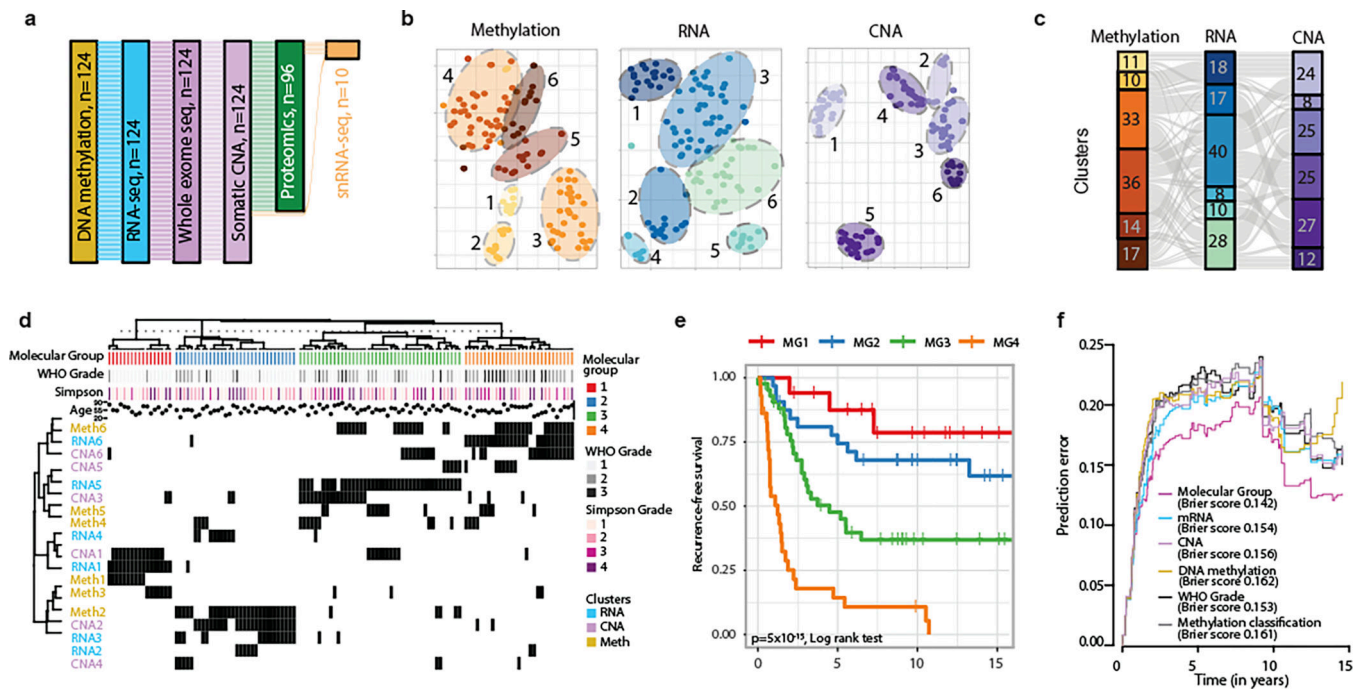 a
DNA methylation, n=124
RNA-seq, n=124
Whole exome seq, n=124
Somatic CNA, n=124
Proteomics, n=96
snRNA-seq, n=10
b
Methylation
4
6
5
1
2
3
RNA
3
1
2
6
4
5
CNA
2
4
1
3
6
5
c
Methylation RNA CNA
Clusters
11
10
33
36
14
17
18
17
40
8
10
28
24
8
25
25
27
12
d
Molecular Group
WHO Grade
Simpson
Age
90
55
20
Meth6
RNA6
CNA6
CNA5
RNA5
CNA3
Meth5
Meth4
RNA4
CNA1
RNA1
Meth1
Meth3
Meth2
CNA2
RNA3
RNA2
CNA4
Molecular
group
1
2
3
4
WHO Grade
1
2
3
Simpson Grade
1
2
3
4
Clusters
RNA
CNA
Meth
e
MG1 MG2 MG3 MG4
Recurrence-free survival
1.00
0.75
0.50
0.25
0.00
p=5x10⁻¹⁵, Log rank test
0 5 10 15
f
Prediction error
0.25
0.20
0.15
0.10
0.05
0.00
Molecular Group
(Brier score 0.142)
mRNA
(Brier score 0.154)
CNA
(Brier score 0.156)
DNA methylation
(Brier score 0.162)
WHO Grade
(Brier score 0.153)
Methylation classification
(Brier score 0.161)
0 5 10 15
Time (in years)